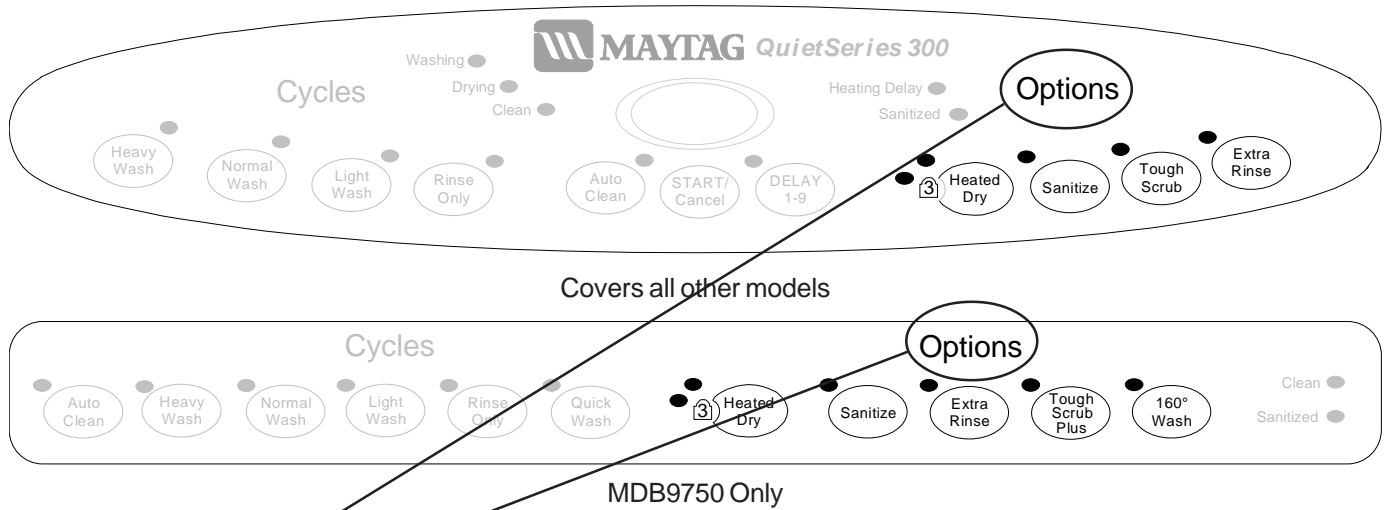 MAYTAG QuietSeries 300
Washing
Drying
Clean
Cycles
Heating Delay
Sanitized
Options
Heavy
Wash
Normal
Wash
Light
Wash
Rinse
Only
Auto
Clean
START/
Cancel
DELAY
1-9
3
Heated
Dry
Sanitize
Tough
Scrub
Extra
Rinse
Covers all other models
Cycles
Options
Auto
Clean
Heavy
Wash
Normal
Wash
Light
Wash
Rinse
Only
Quick
Wash
3
Heated
Dry
Sanitize
Extra
Rinse
Tough
Scrub
Plus
160°
Wash
Clean
Sanitized
MDB9750 Only